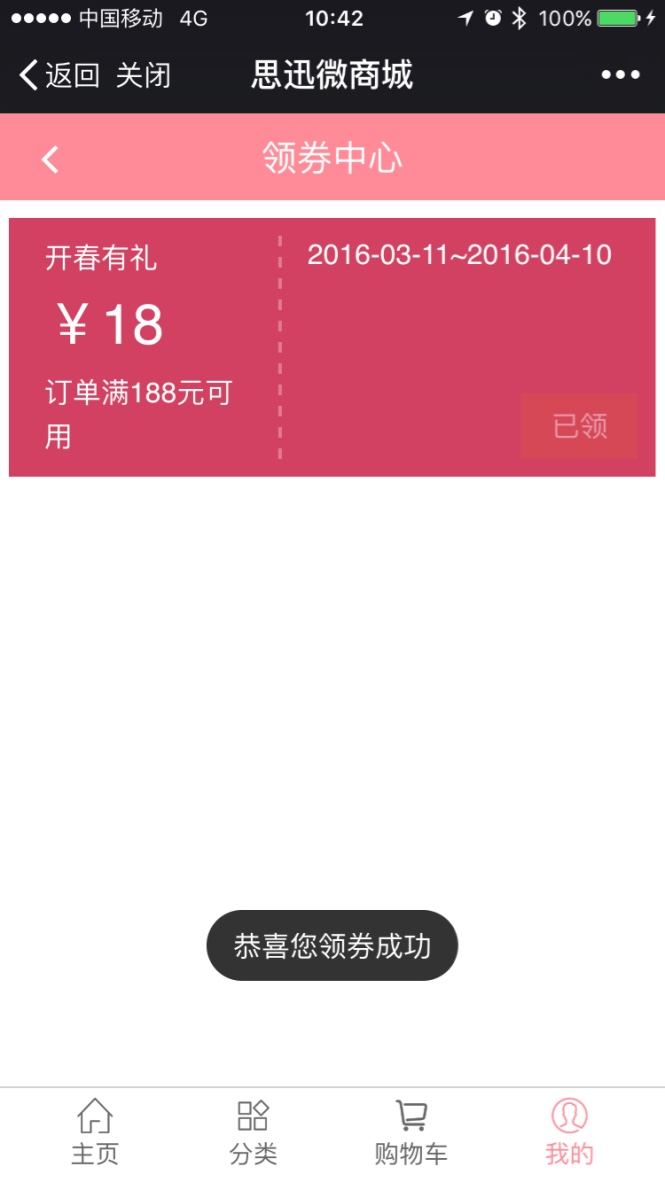 中国移动 4G 10:42 100%
返回 关闭 思迅微商城
领券中心
开春有礼
2016-03-11~2016-04-10
¥18
订单满188元可
用
已领
恭喜您领券成功
主页 分类 购物车 我的